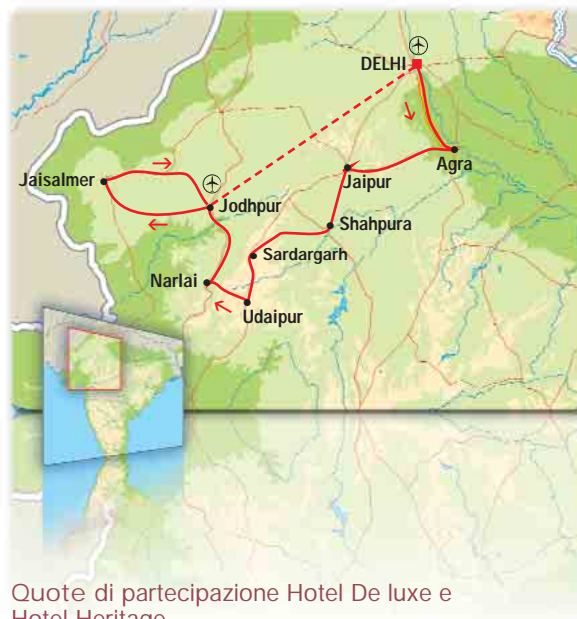 DELHI
Agra
Jaipur
Jaisalmer
Jodhpur
Shahpura
Sardargarh
Narlai
Udaipur
Quote di partecipazione Hotel De luxe e
Hotel Heritage